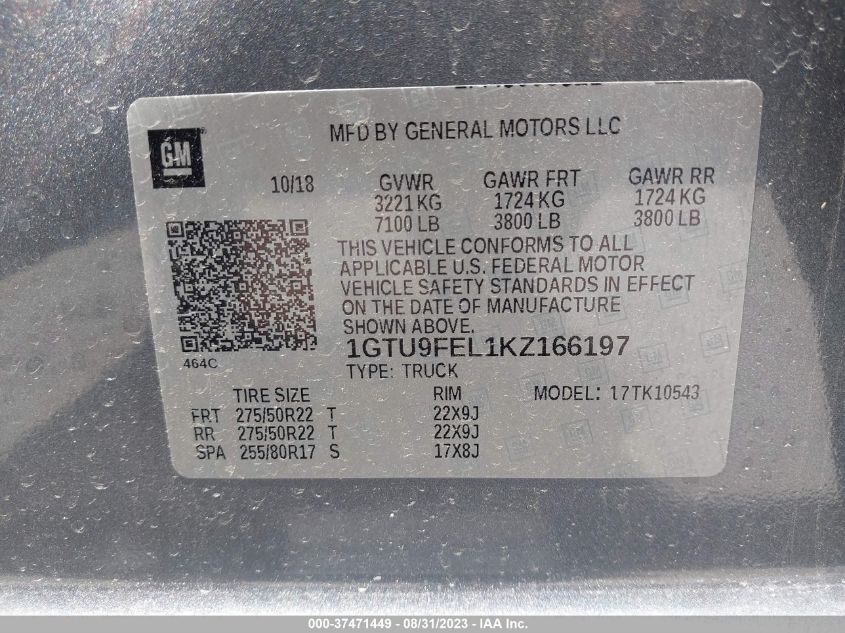 MFD BY GENERAL MOTORS LLC
GM
10/18 GVWR GAWR FRT GAWR RR
3221 KG 1724 KG 1724 KG
7100 LB 3800 LB 3800 LB
THIS VEHICLE CONFORMS TO ALL
APPLICABLE U.S. FEDERAL MOTOR
VEHICLE SAFETY STANDARDS IN EFFECT
ON THE DATE OF MANUFACTURE
SHOWN ABOVE.
1GTU9FEL1KZ166197
464C
TYPE: TRUCK
TIRE SIZE RIM MODEL: 17TK10543
FRT 275/50R22 T 22X9J
RR 275/50R22 T 22X9J
SPA 255/80R17 S 17X8J
000-37471449 - 08/31/2023 - IAA Inc.